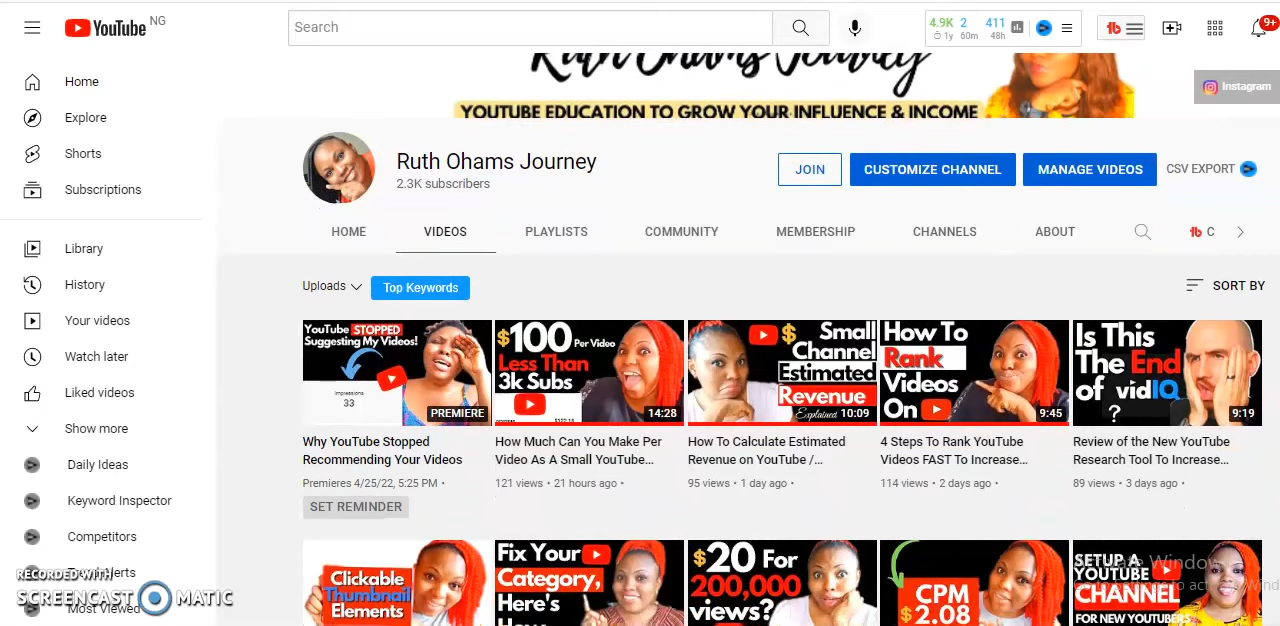 YouTube NG
Search
4.9K 2 411
1y 60m 48h
9+
Home
Explore
Shorts
Subscriptions
Library
History
Your videos
Watch later
Liked videos
Show more
Daily Ideas
Keyword Inspector
Competitors
Most Viewed
Ruth Ohams Journey
YOUTUBE EDUCATION TO GROW YOUR INFLUENCE & INCOME
Instagram
Ruth Ohams Journey
2.3K subscribers
JOIN
CUSTOMIZE CHANNEL
MANAGE VIDEOS
CSV EXPORT
HOME VIDEOS PLAYLISTS COMMUNITY MEMBERSHIP CHANNELS ABOUT tb C
Uploads
Top Keywords
SORT BY
YouTube STOPPED
Suggesting My Videos!
Impressions
33
PREMIERE
Why YouTube Stopped
Recommending Your Videos
Premieres 4/25/22, 5:25 PM •
SET REMINDER
$100 Per Video
Less Than
3k Subs
14:28
How Much Can You Make Per
Video As A Small YouTube...
121 views • 21 hours ago •
$ Small
Channel
Estimated
Revenue
Explained 10:09
How To Calculate Estimated
Revenue on YouTube /...
95 views • 1 day ago •
How To
Rank
Videos
On
9:45
4 Steps To Rank YouTube
Videos FAST To Increase...
114 views • 2 days ago •
Is This
The End
of vidIQ
?
9:19
Review of the New YouTube
Research Tool To Increase...
89 views • 3 days ago •
Clickable
Thumbnail
Elements
Fix Your
Category,
Here's
How
$20 For
200,000
views?
CPM
$2.08
SETUP A
YOUTUBE
CHANNEL
FOR NEW YOUTUBERS
RECORDED WITH
SCREENCAST MATIC